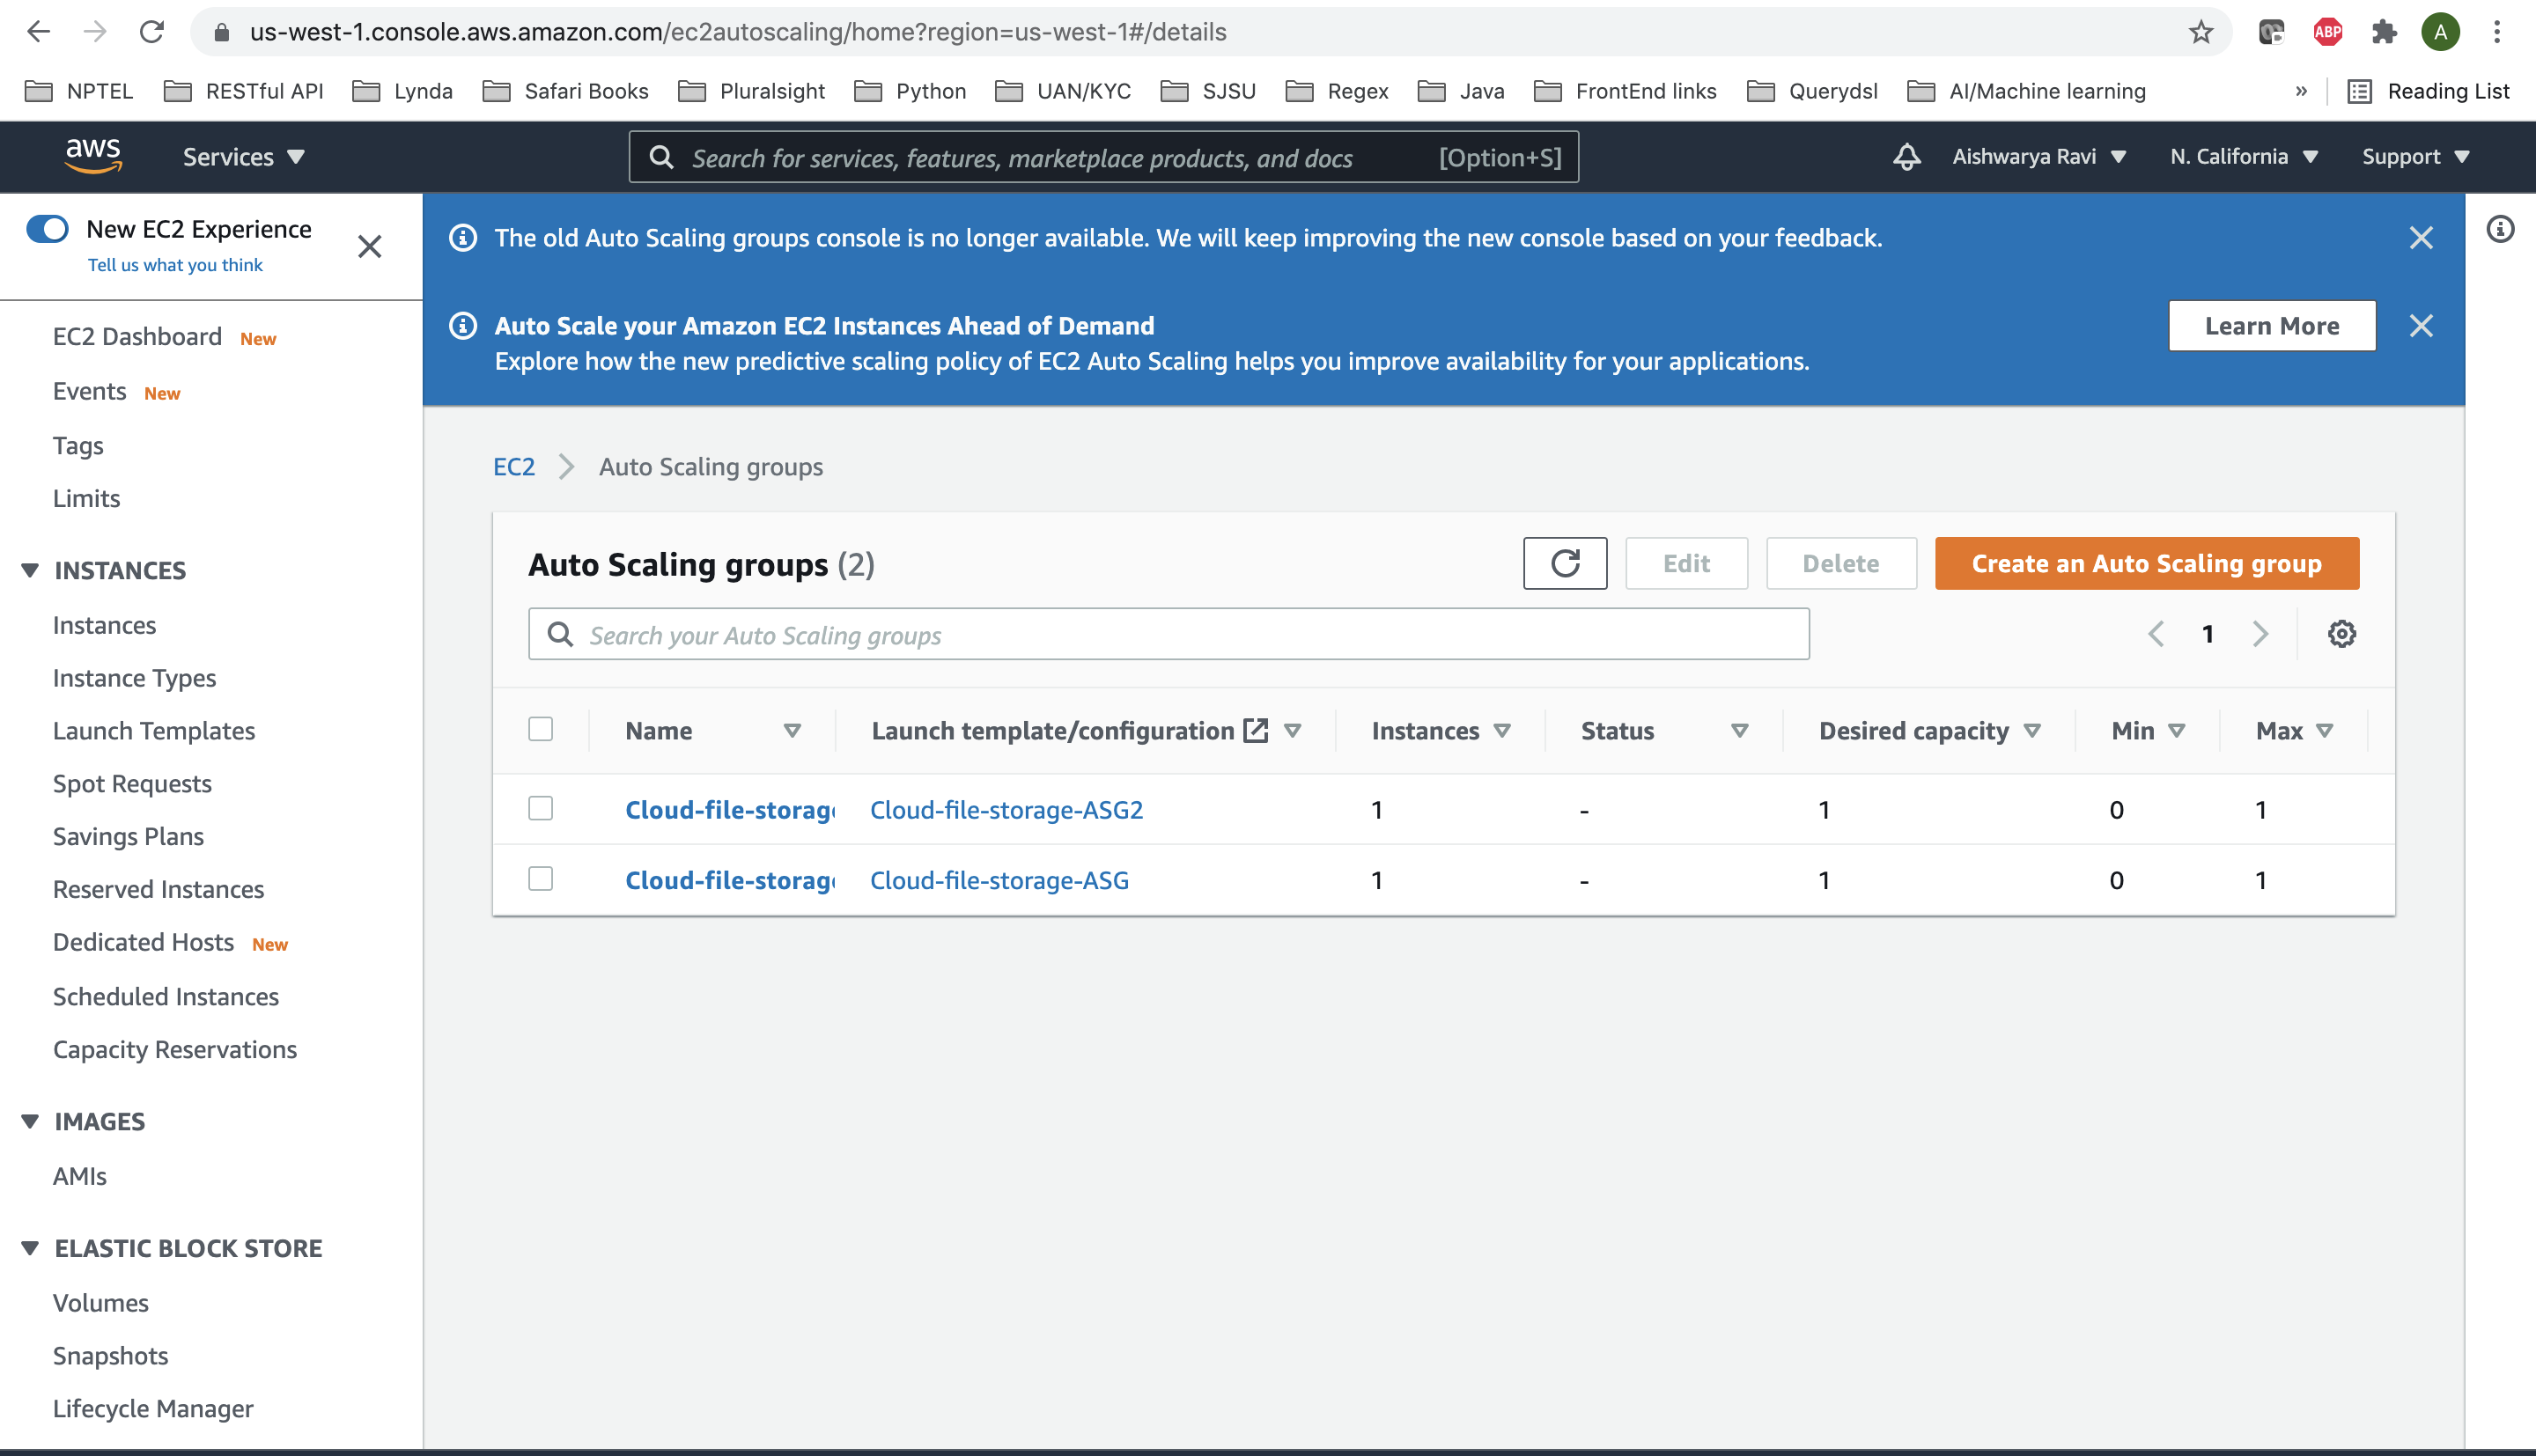 us-west-1.console.aws.amazon.com/ec2autoscaling/home?region=us-west-1#/details
ABP
A
NPTEL RESTful API Lynda Safari Books Pluralsight Python UAN/KYC SJSU Regex Java FrontEnd links Querydsl AI/Machine learning » Reading List
aws Services Search for services, features, marketplace products, and docs [Option+S] Aishwarya Ravi N. California Support
New EC2 Experience
Tell us what you think
EC2 Dashboard New
Events New
Tags
Limits
INSTANCES
Instances
Instance Types
Launch Templates
Spot Requests
Savings Plans
Reserved Instances
Dedicated Hosts New
Scheduled Instances
Capacity Reservations
IMAGES
AMIs
ELASTIC BLOCK STORE
Volumes
Snapshots
Lifecycle Manager
The old Auto Scaling groups console is no longer available. We will keep improving the new console based on your feedback.
Auto Scale your Amazon EC2 Instances Ahead of Demand
Explore how the new predictive scaling policy of EC2 Auto Scaling helps you improve availability for your applications.
Learn More
EC2 Auto Scaling groups
Auto Scaling groups (2) Edit Delete Create an Auto Scaling group
Search your Auto Scaling groups 1
Name Launch template/configuration Instances Status Desired capacity Min Max
Cloud-file-storage Cloud-file-storage-ASG2 1 - 1 0 1
Cloud-file-storage Cloud-file-storage-ASG 1 - 1 0 1